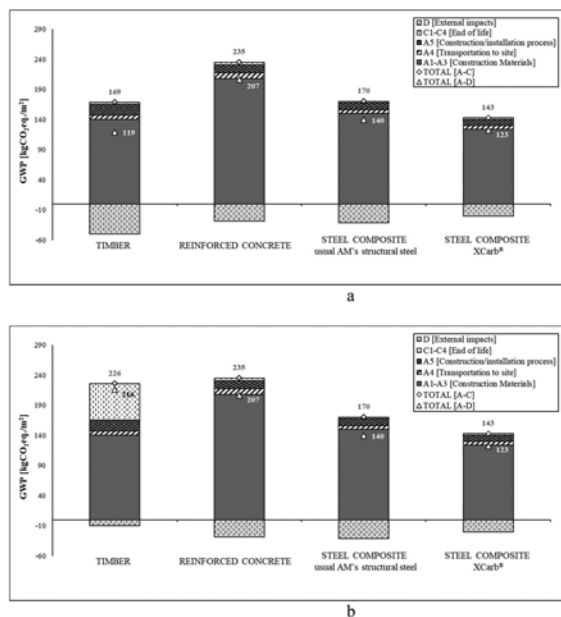 290
240
190
140
90
40
-10
-60
GWP [kgCO2eq./m²]
D [External impacts]
C1-C4 [End of life]
A5 [Construction/installation process]
A4 [Transportation to site]
A1-A3 [Construction Materials]
TOTAL [A-C]
TOTAL [A-D]
169
119
235
207
170
140
143
123
TIMBER
REINFORCED CONCRETE
STEEL COMPOSITE
usual AM's structural steel
STEEL COMPOSITE
XCarb®
a
290
240
190
140
90
40
-10
-60
GWP [kgCO2eq./m²]
D [External impacts]
C1-C4 [End of life]
A5 [Construction/installation process]
A4 [Transportation to site]
A1-A3 [Construction Materials]
TOTAL [A-C]
TOTAL [A-D]
226
216
235
207
170
140
143
123
TIMBER
REINFORCED CONCRETE
STEEL COMPOSITE
usual AM's structural steel
STEEL COMPOSITE
XCarb®
b